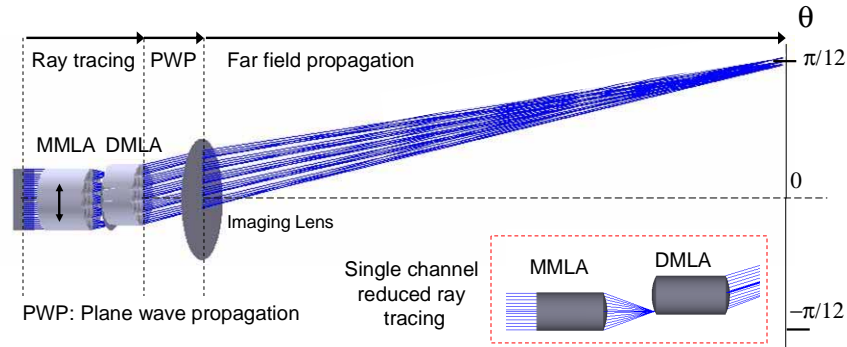 θ
Ray tracing
PWP
Far field propagation
π/12
MMLA
DMLA
0
Imaging Lens
Single channel
reduced ray
tracing
MMLA
DMLA
PWP: Plane wave propagation
−π/12